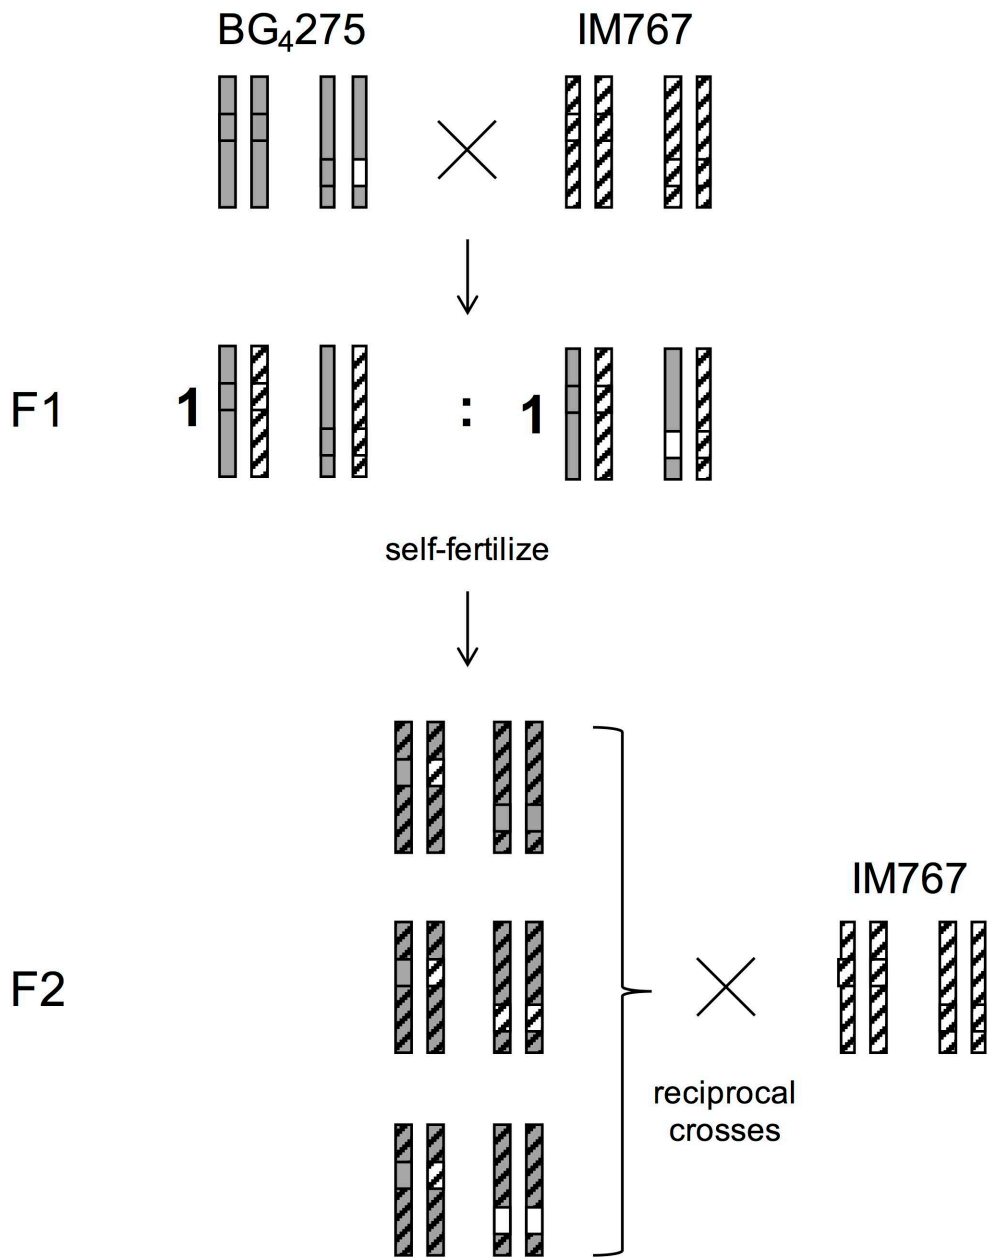 BG₄275 IM767
F1 1 : 1
self-fertilize
IM767
F2
reciprocal
crosses